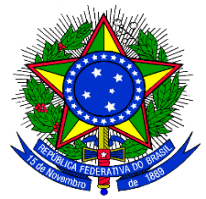 REPÚBLICA FEDERATIVA DO BRASIL
15 de Novembro de 1889